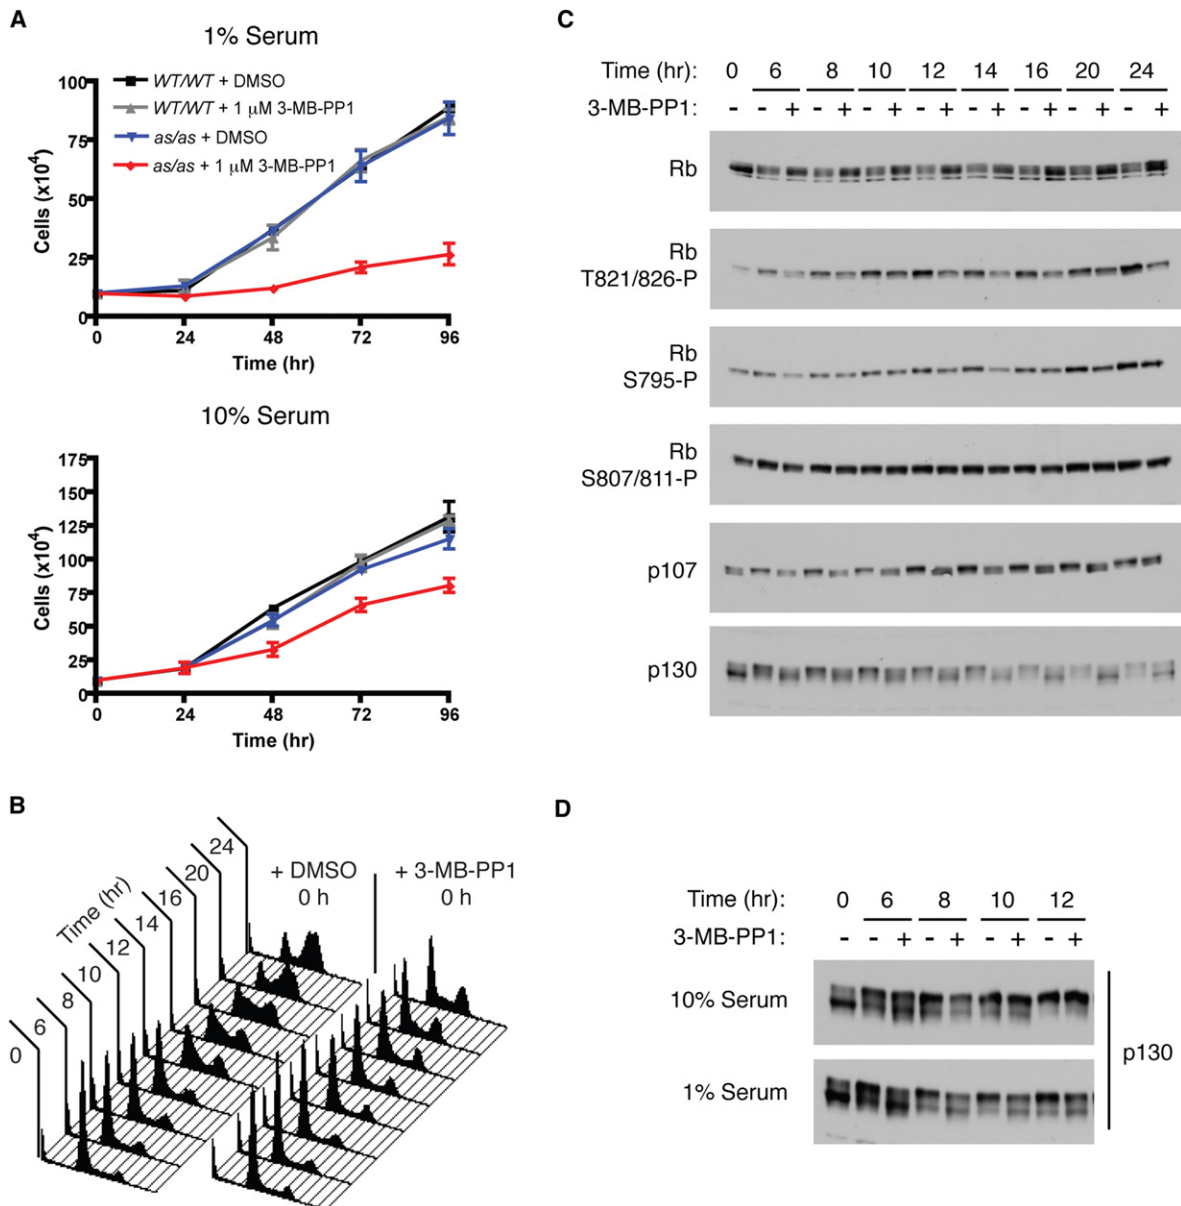 A
1% Serum
100
75
50
25
0
Cells (x10⁴)
WT/WT + DMSO
WT/WT + 1 μM 3-MB-PP1
as/as + DMSO
as/as + 1 μM 3-MB-PP1
0 24 48 72 96
Time (hr)
10% Serum
175
150
125
100
75
50
25
0
Cells (x10⁴)
0 24 48 72 96
Time (hr)
B
Time (hr)
0
6
8
10
12
14
16
20
24
+ DMSO
0 h
+ 3-MB-PP1
0 h
C
Time (hr): 0 6 8 10 12 14 16 20 24
3-MB-PP1: - - + - + - + - + - + - + - + - +
Rb
Rb
T821/826-P
Rb
S795-P
Rb
S807/811-P
p107
p130
D
Time (hr): 0 6 8 10 12
3-MB-PP1: - - + - + - + - +
10% Serum
1% Serum
p130